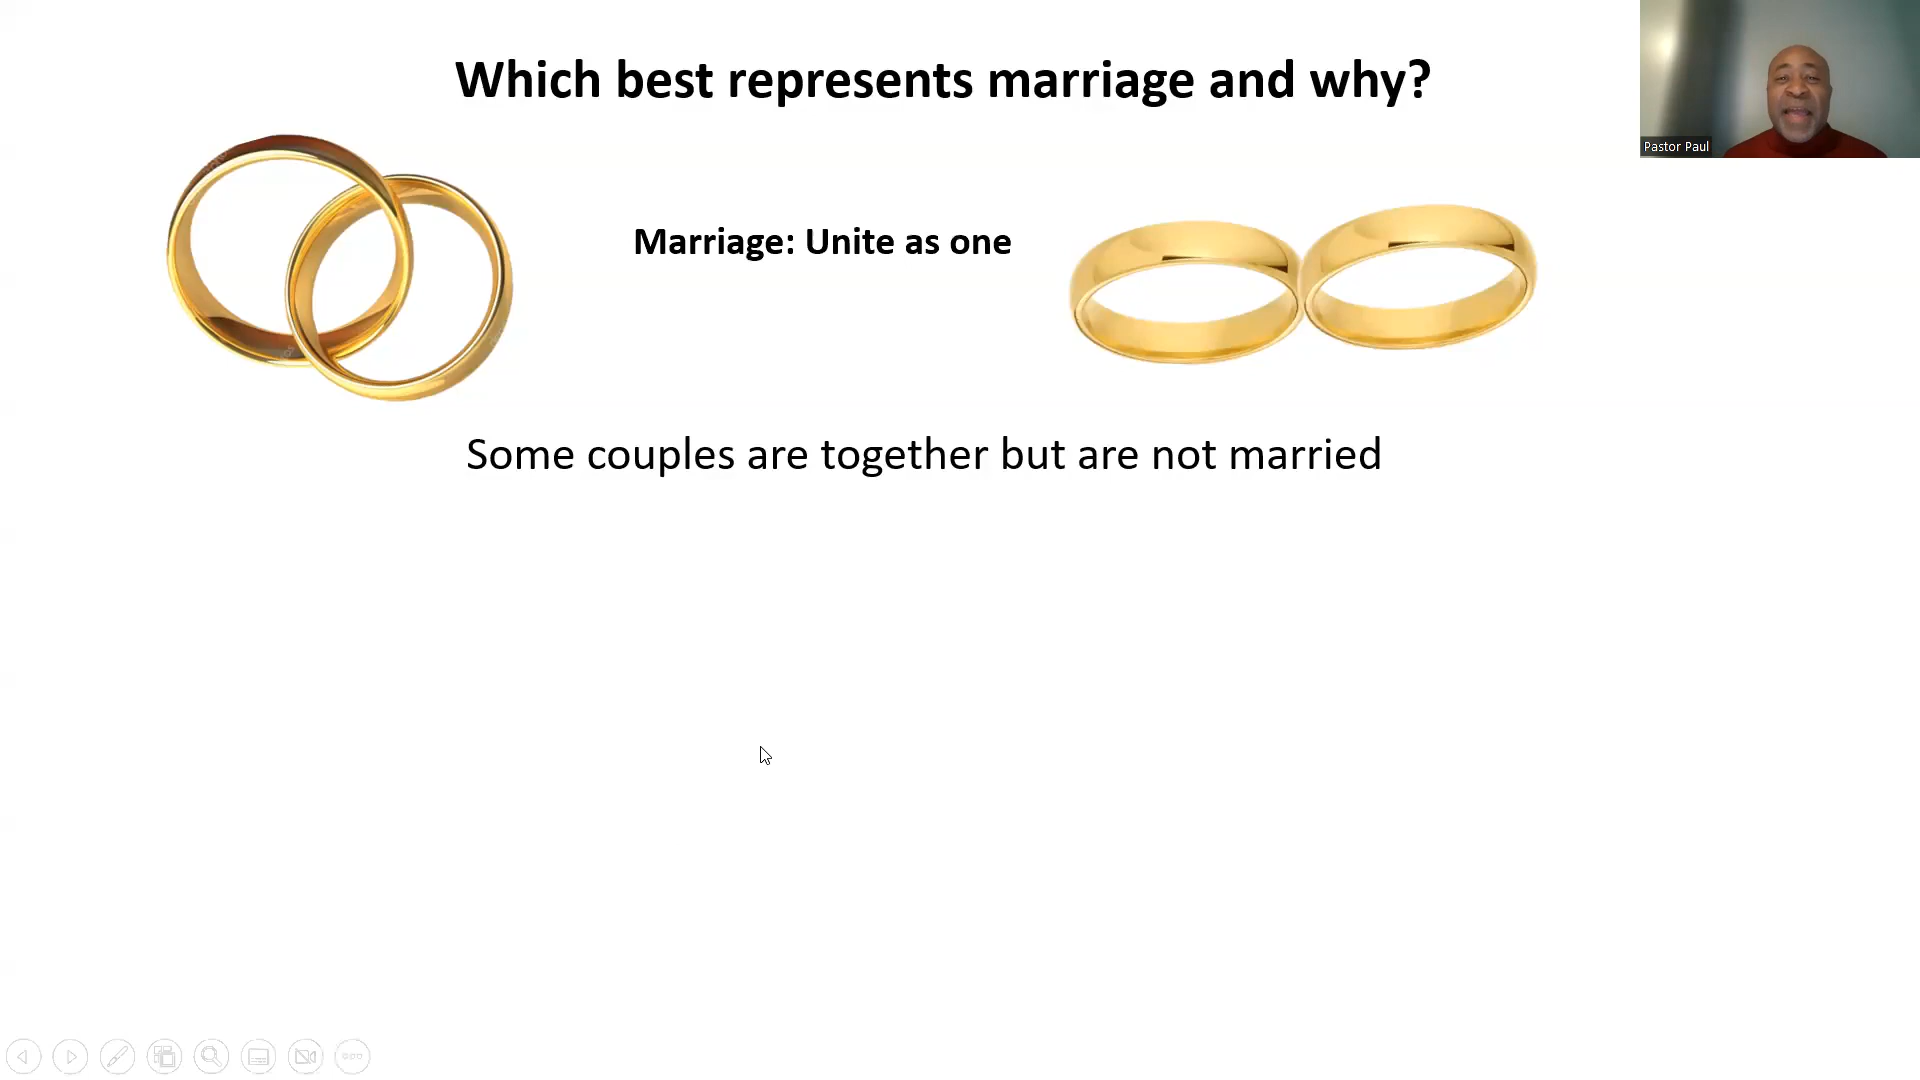 Which best represents marriage and why?
Pastor Paul
Marriage: Unite as one
Some couples are together but are not married